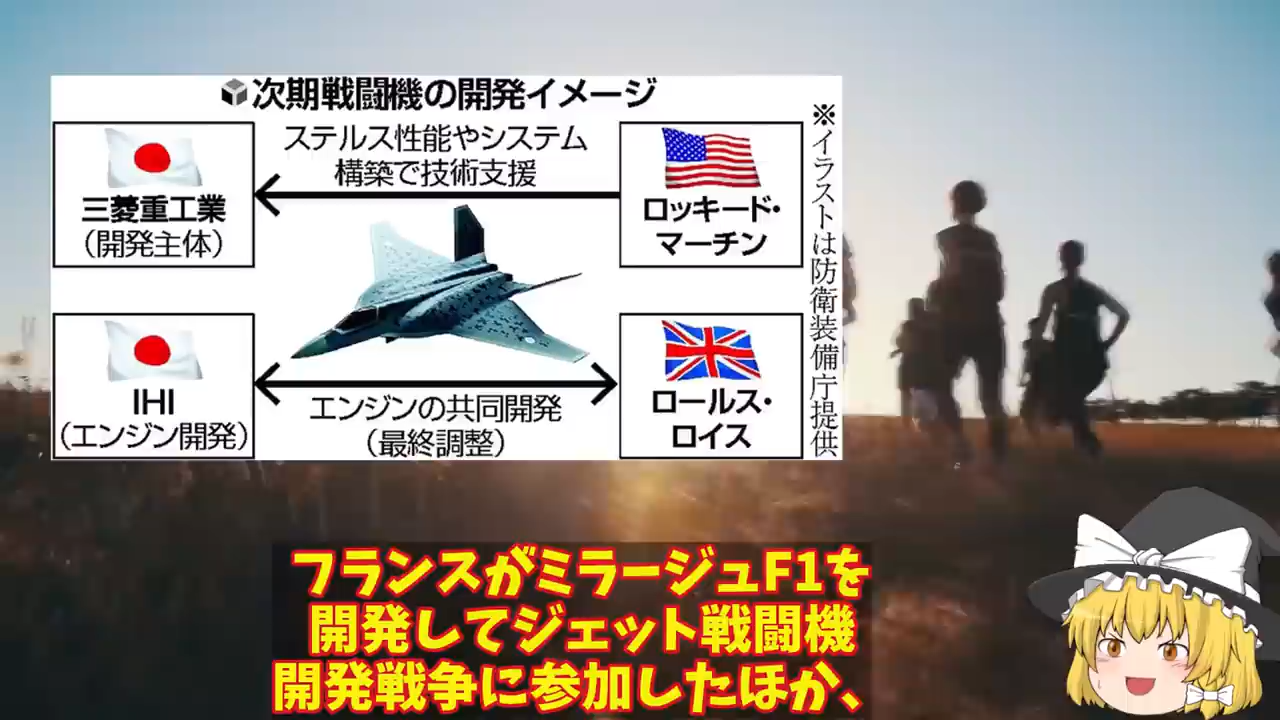 次期戦闘機の開発イメージ
三菱重工業
(開発主体)
ステルス性能やシステム
構築で技術支援
ロッキード・
マーチン
IHI
(エンジン開発)
エンジンの共同開発
(最終調整)
ロールス・
ロイス
※イラストは防衛装備庁提供
フランスがミラージュF1を
開発してジェット戦闘機
開発戦争に参加したほか、